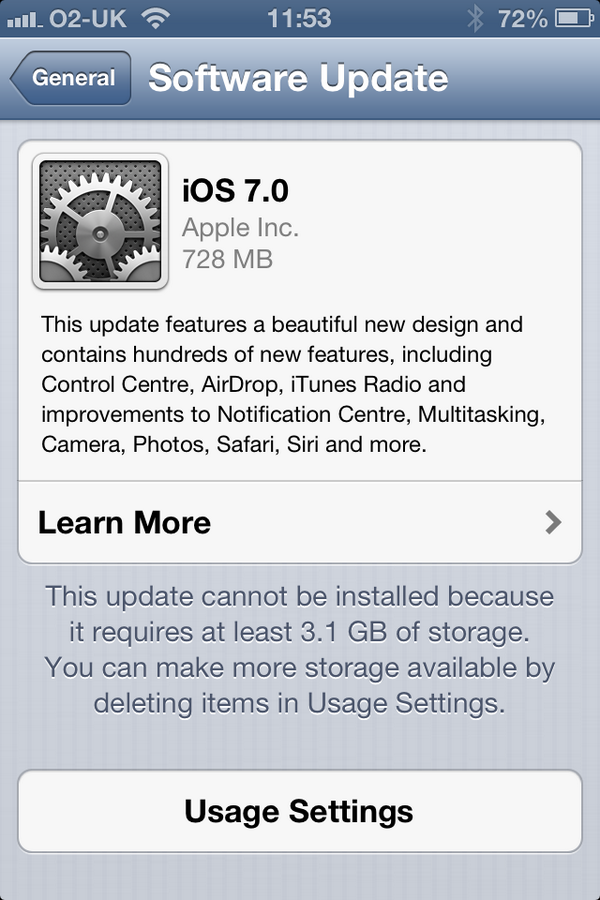 O2-UK 11:53 72%
General Software Update
iOS 7.0
Apple Inc.
728 MB
This update features a beautiful new design and
contains hundreds of new features, including
Control Centre, AirDrop, iTunes Radio and
improvements to Notification Centre, Multitasking,
Camera, Photos, Safari, Siri and more.
Learn More
This update cannot be installed because
it requires at least 3.1 GB of storage.
You can make more storage available by
deleting items in Usage Settings.
Usage Settings